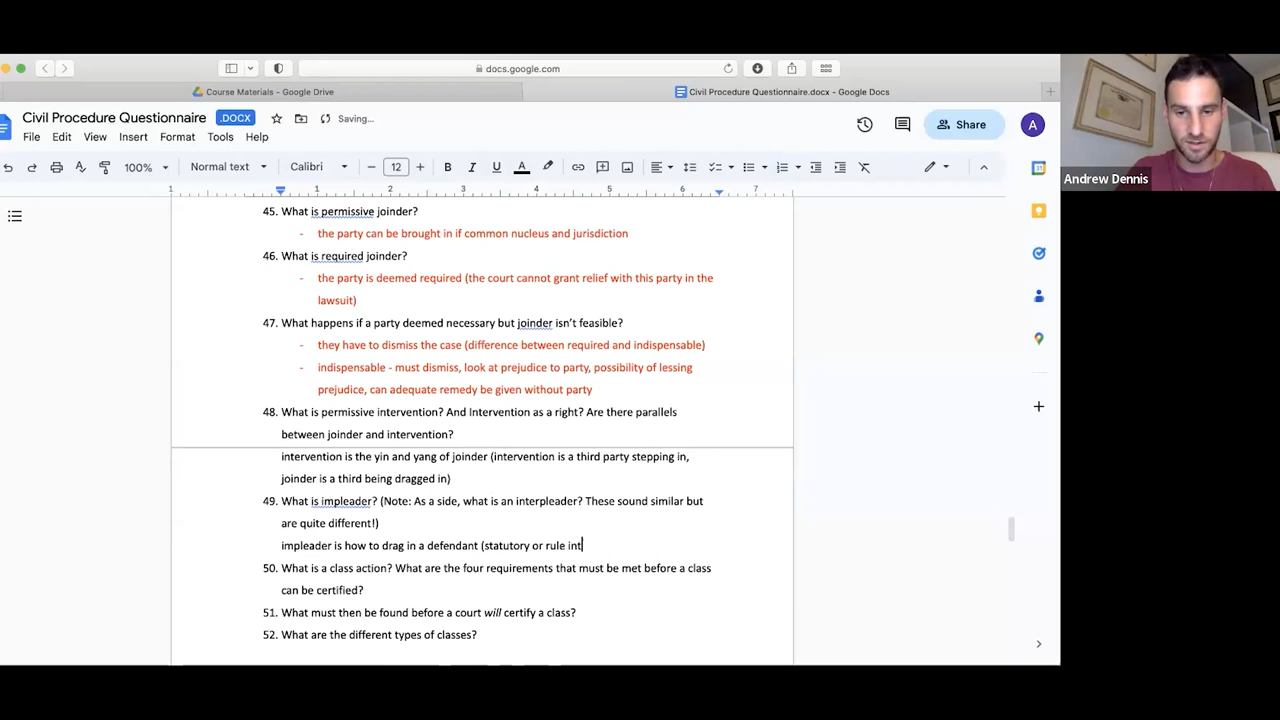 docs.google.com
Course Materials - Google Drive
Civil Procedure Questionnaire.docx - Google Docs
Civil Procedure Questionnaire
.DOCX
Saving...
File Edit View Insert Format Tools Extensions Help
Share
A
100%
Normal text
Calibri
12
B I U A
1 1 2 3 4 5 6 7
Andrew Dennis
45. What is permissive joinder?
- the party can be brought in if common nucleus and jurisdiction
46. What is required joinder?
- the party is deemed required (the court cannot grant relief with this party in the
lawsuit)
47. What happens if a party deemed necessary but joinder isn't feasible?
- they have to dismiss the case (difference between required and indispensable)
- indispensable - must dismiss, look at prejudice to party, possibility of lessing
prejudice, can adequate remedy be given without party
48. What is permissive intervention? And Intervention as a right? Are there parallels
between joinder and intervention?
intervention is the yin and yang of joinder (intervention is a third party stepping in,
joinder is a third being dragged in)
49. What is impleader? (Note: As a side, what is an interpleader? These sound similar but
are quite different!)
impleader is how to drag in a defendant (statutory or rule int
50. What is a class action? What are the four requirements that must be met before a class
can be certified?
51. What must then be found before a court will certify a class?
52. What are the different types of classes?